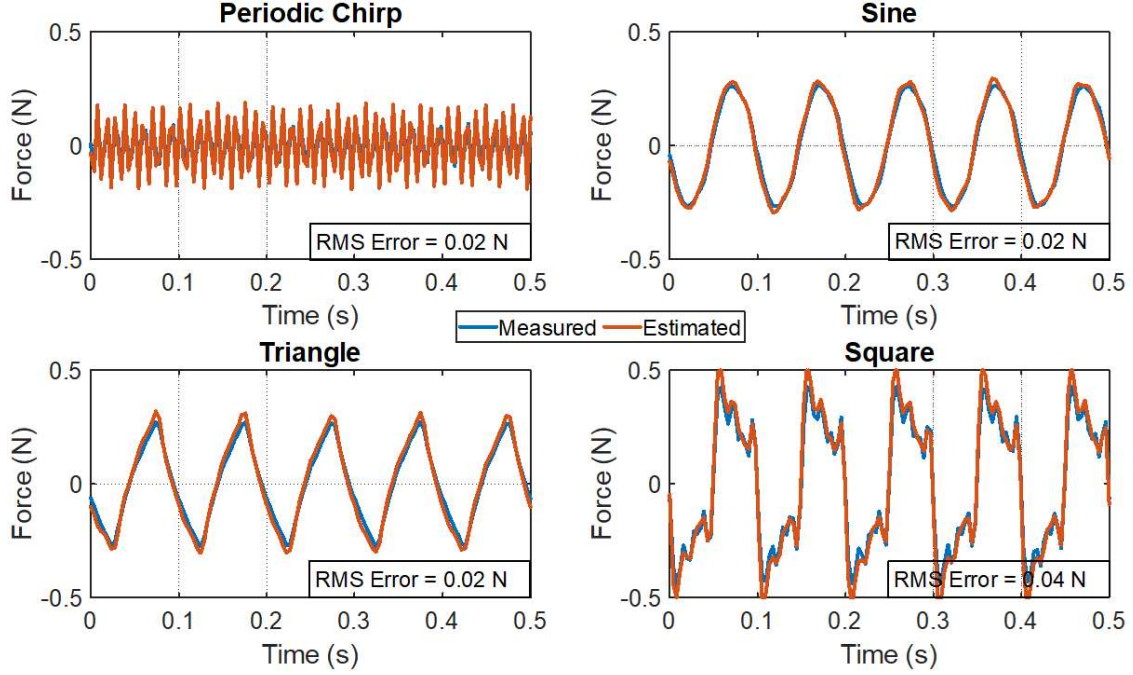 Periodic Chirp
0.5
0
-0.5
Force (N)
RMS Error = 0.02 N
0 0.1 0.2 0.3 0.4 0.5
Time (s)
Sine
0.5
0
-0.5
Force (N)
RMS Error = 0.02 N
0 0.1 0.2 0.3 0.4 0.5
Time (s)
Measured Estimated
Triangle
0.5
0
-0.5
Force (N)
RMS Error = 0.02 N
0 0.1 0.2 0.3 0.4 0.5
Time (s)
Square
0.5
0
-0.5
Force (N)
RMS Error = 0.04 N
0 0.1 0.2 0.3 0.4 0.5
Time (s)